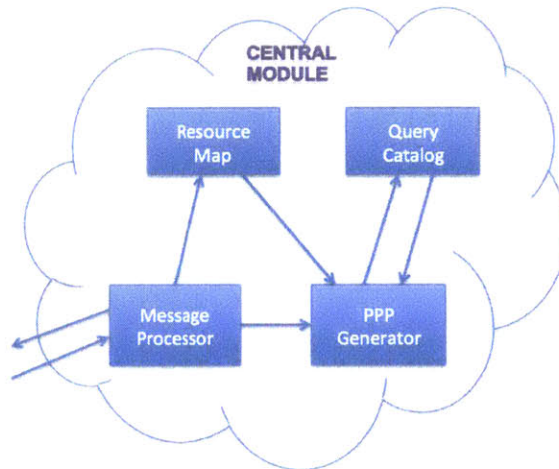 CENTRAL
MODULE
Resource
Map
Query
Catalog
Message
Processor
PPP
Generator